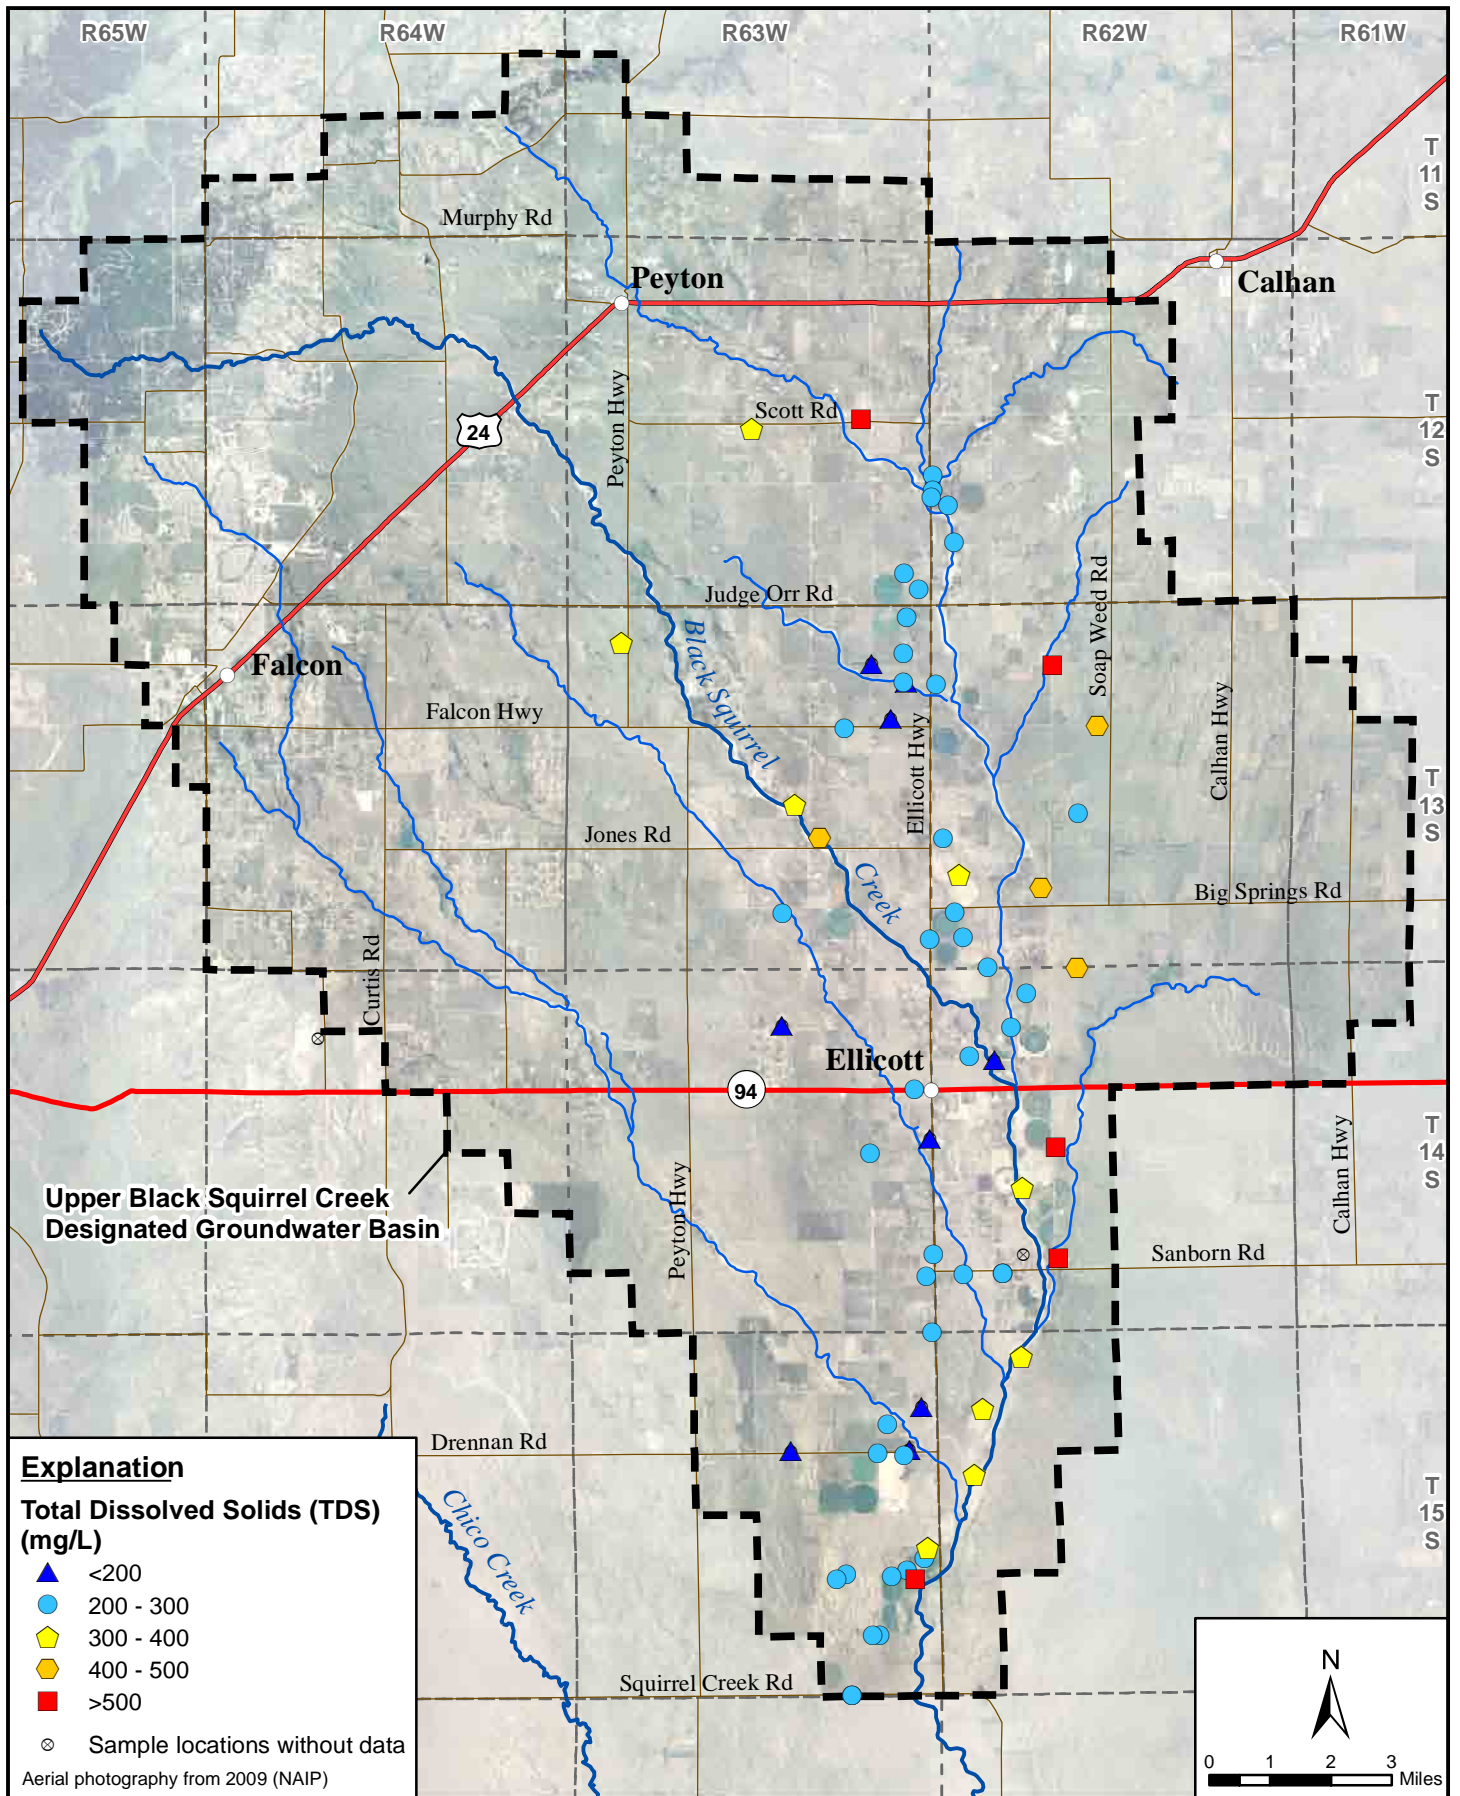 R65W
R64W
R63W
R62W
R61W
T
11
S
Murphy Rd
Peyton
Calhan
Scott Rd
24
Peyton Hwy
T
12
S
Judge Orr Rd
Soap Weed Rd
Black Squirrel
Falcon
Falcon Hwy
Ellicott Hwy
Calhan Hwy
T
13
S
Jones Rd
Creek
Big Springs Rd
Curtis Rd
Ellicott
94
T
14
S
Calhan Hwy
Upper Black Squirrel Creek
Designated Groundwater Basin
Peyton Hwy
Sanborn Rd
Drennan Rd
T
15
S
Chico Creek
Squirrel Creek Rd
Explanation
Total Dissolved Solids (TDS)
(mg/L)
<200
200 - 300
300 - 400
400 - 500
>500
Sample locations without data
Aerial photography from 2009 (NAIP)
N
0 1 2 3
Miles